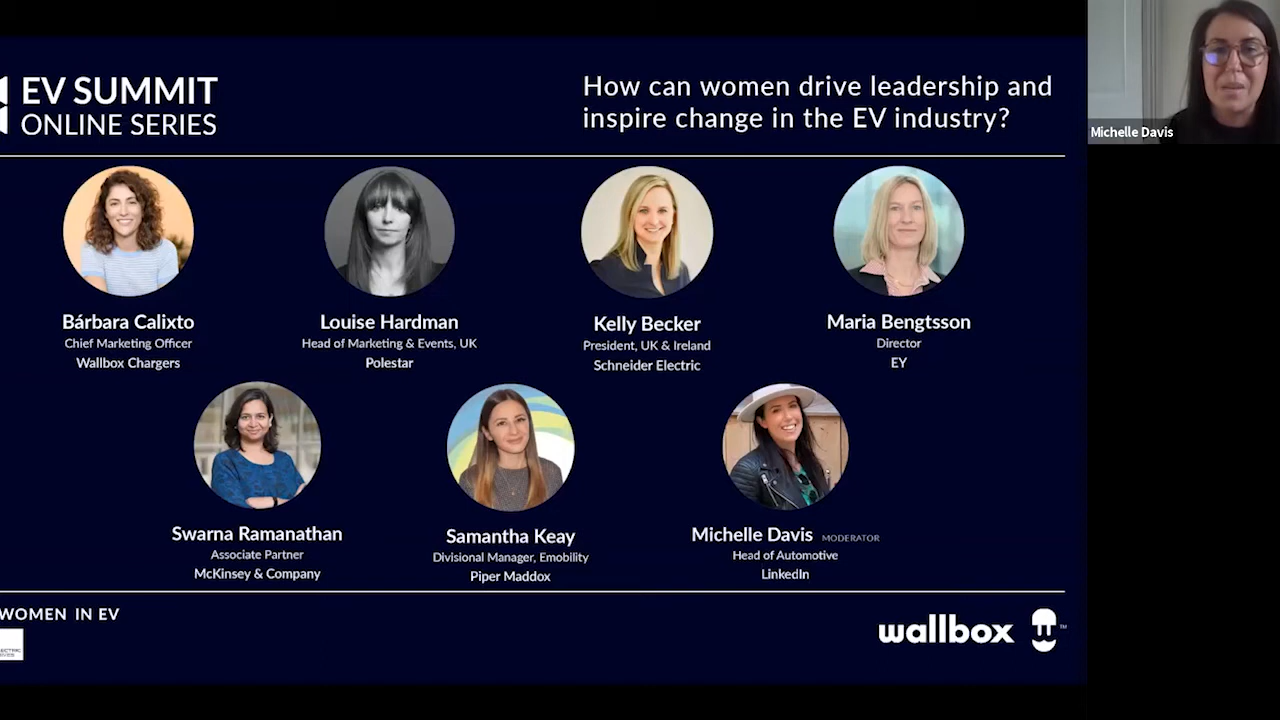 EV SUMMIT
ONLINE SERIES
How can women drive leadership and
inspire change in the EV industry?
Michelle Davis
Bárbara Calixto
Chief Marketing Officer
Wallbox Chargers
Louise Hardman
Head of Marketing & Events, UK
Polestar
Kelly Becker
President, UK & Ireland
Schneider Electric
Maria Bengtsson
Director
EY
Swarna Ramanathan
Associate Partner
McKinsey & Company
Samantha Keay
Divisional Manager, Emobility
Piper Maddox
Michelle Davis MODERATOR
Head of Automotive
LinkedIn
WOMEN IN EV
wallbox ™